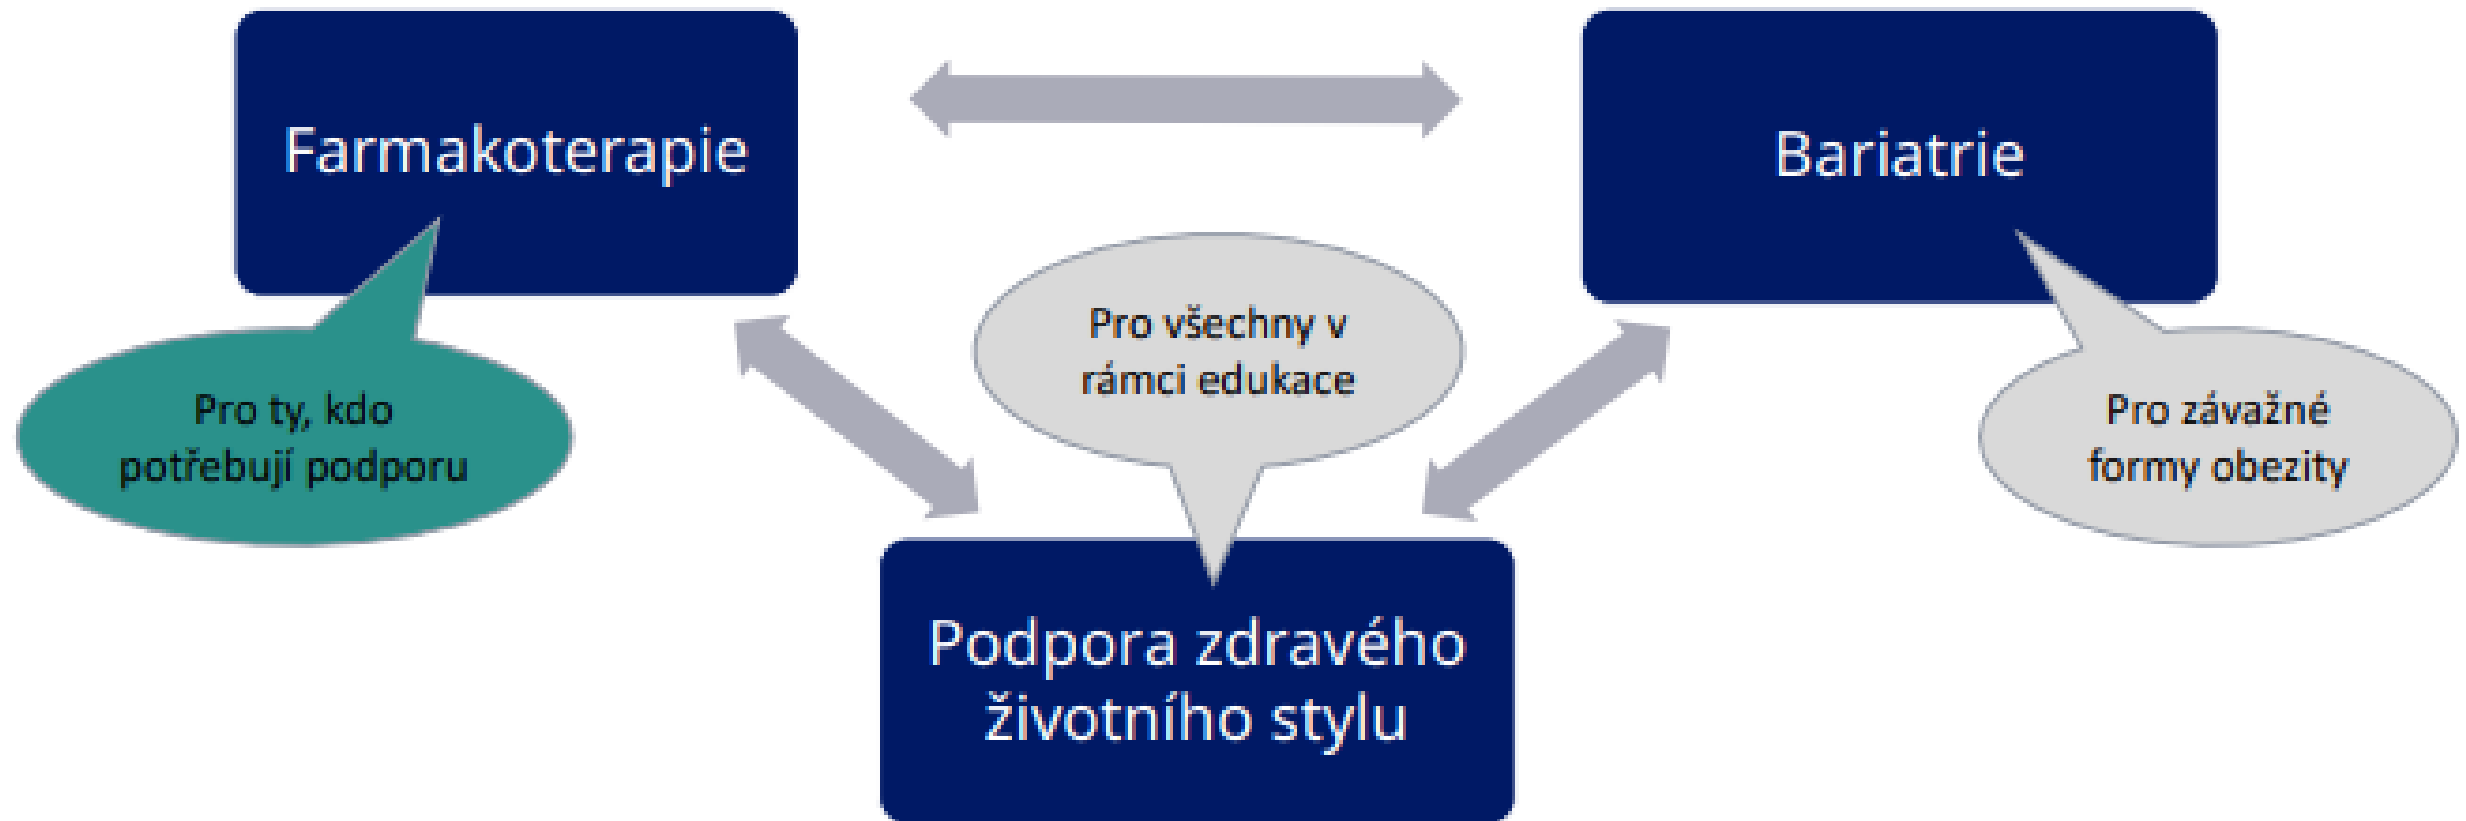 Farmakoterapie
Bariatrie
Pro všechny v
rámci edukace
Pro ty, kdo
potřebují podporu
Pro závažné
formy obezity
Podpora zdravého
životního stylu